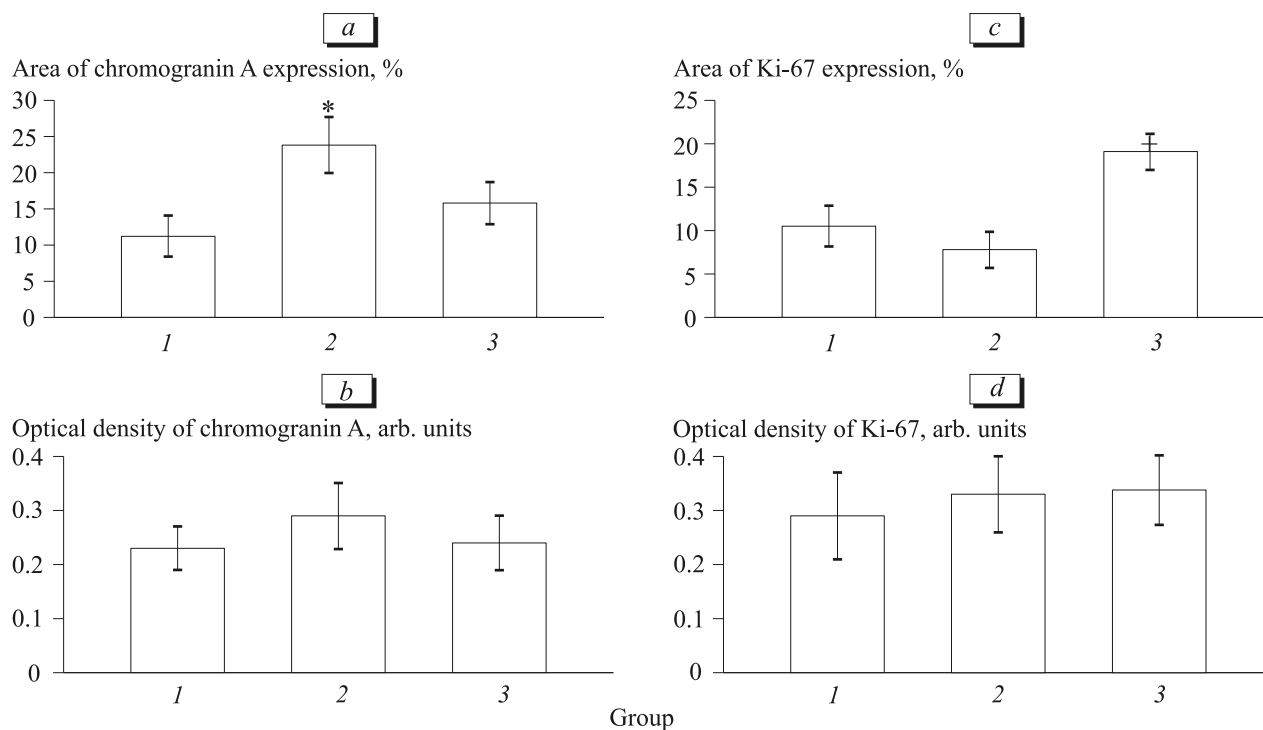 a
Area of chromogranin A expression, %
30
25
20
15
10
5
0
*
1 2 3
c
Area of Ki-67 expression, %
25
20
15
10
5
0
+
1 2 3
b
Optical density of chromogranin A, arb. units
0.4
0.3
0.2
0.1
0
1 2 3
d
Optical density of Ki-67, arb. units
0.4
0.3
0.2
0.1
0
1 2 3
Group